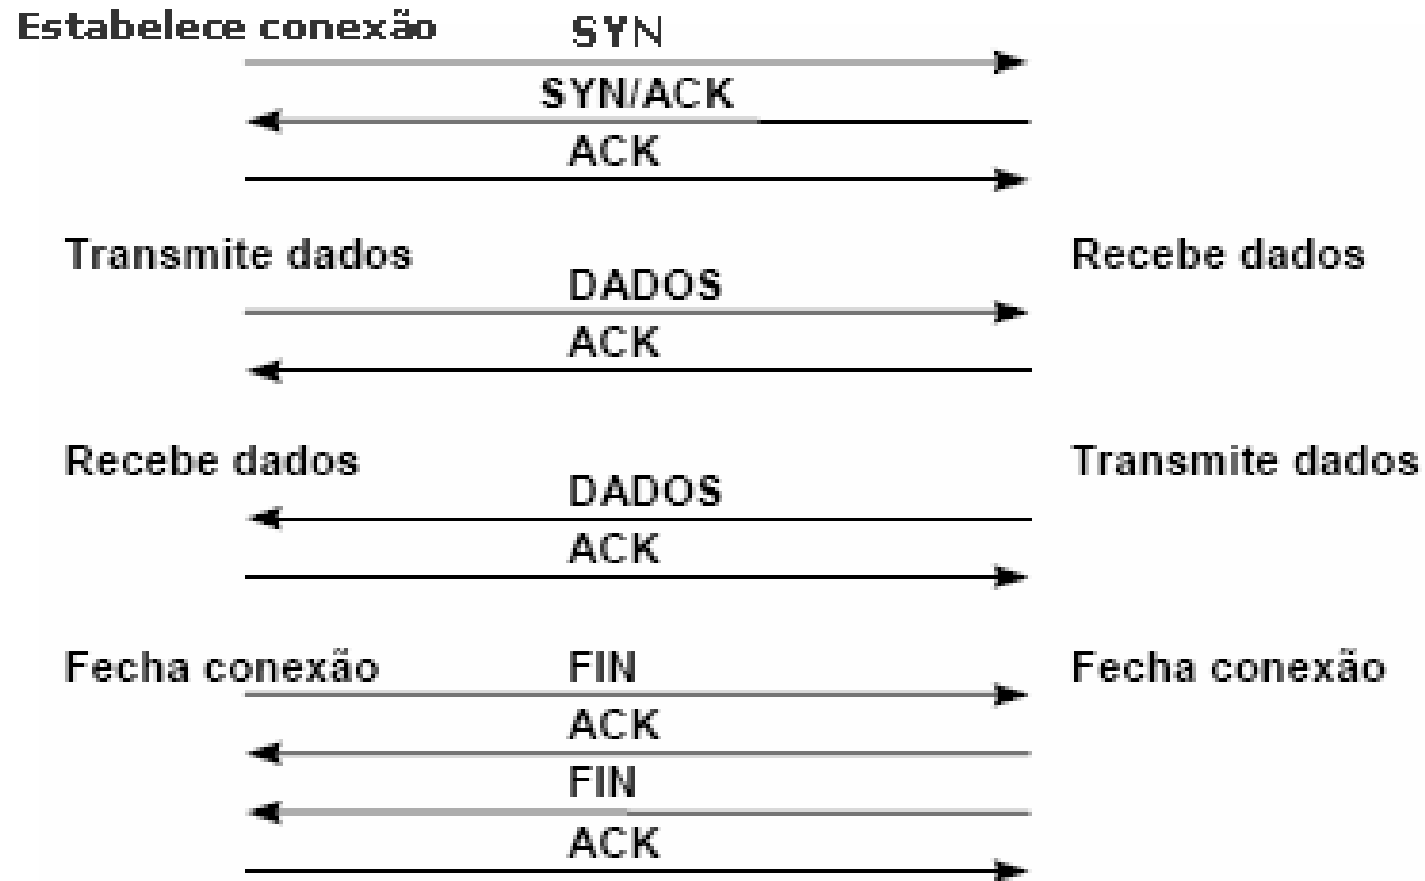 Estabelece conexão SYN
SYN/ACK
ACK
Transmite dados Recebe dados
DADOS
ACK
Recebe dados Transmite dados
DADOS
ACK
Fecha conexão FIN Fecha conexão
ACK
FIN
ACK